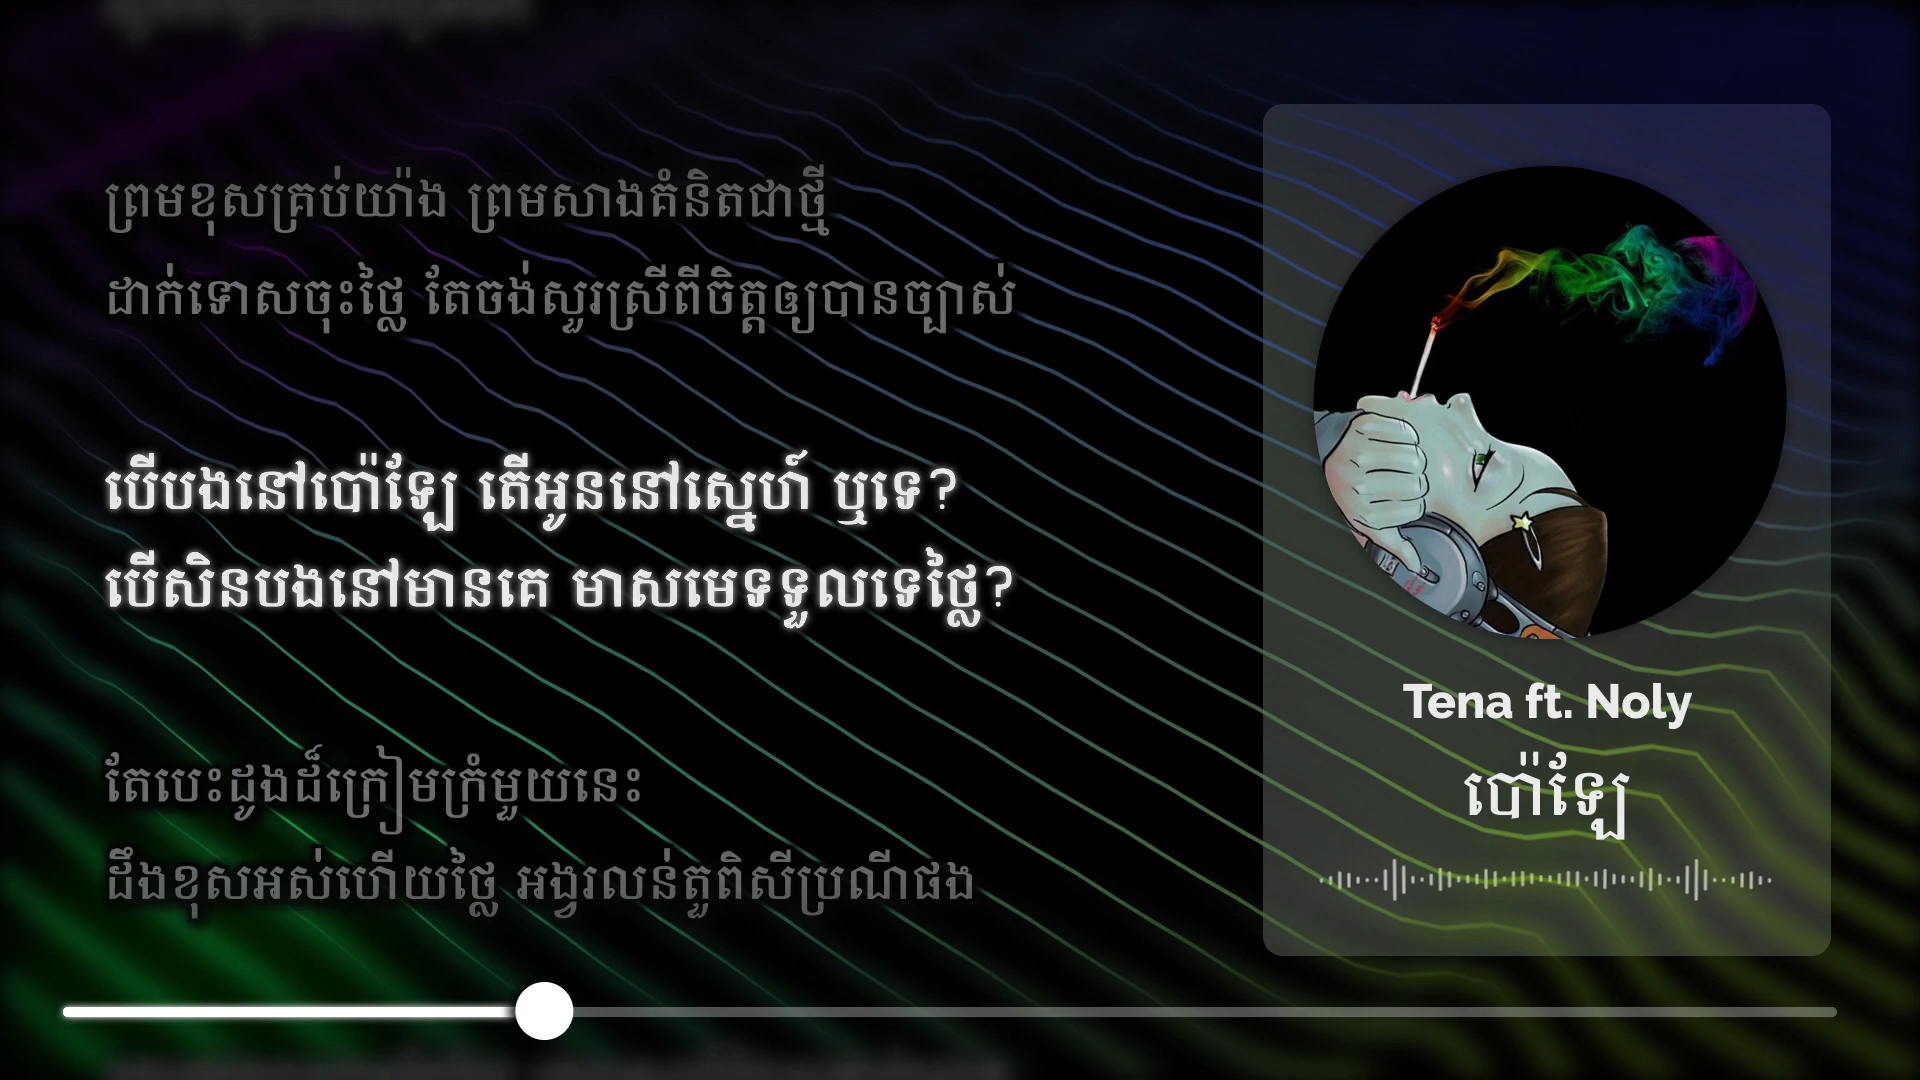 ព្រមខុសគ្រប់យ៉ាង ព្រមសាងគំនិតជាថ្មី
ដាក់ទោសចុះថ្លៃ តែចង់សួរស្រីពីចិត្តឲ្យបានច្បាស់
បើបងនៅប៉ោឡែ តើអូននៅស្នេហ៍ ឬទេ?
បើសិនបងនៅមានគេ មាសមេទទួលទេថ្លៃ?
តែបេះដូងដ៏ក្រៀមក្រំមួយនេះ
ដឹងខុសអស់ហើយថ្លៃ អង្វរលន់តួពិសីប្រណីផង
Tena ft. Noly
ប៉ោឡែ